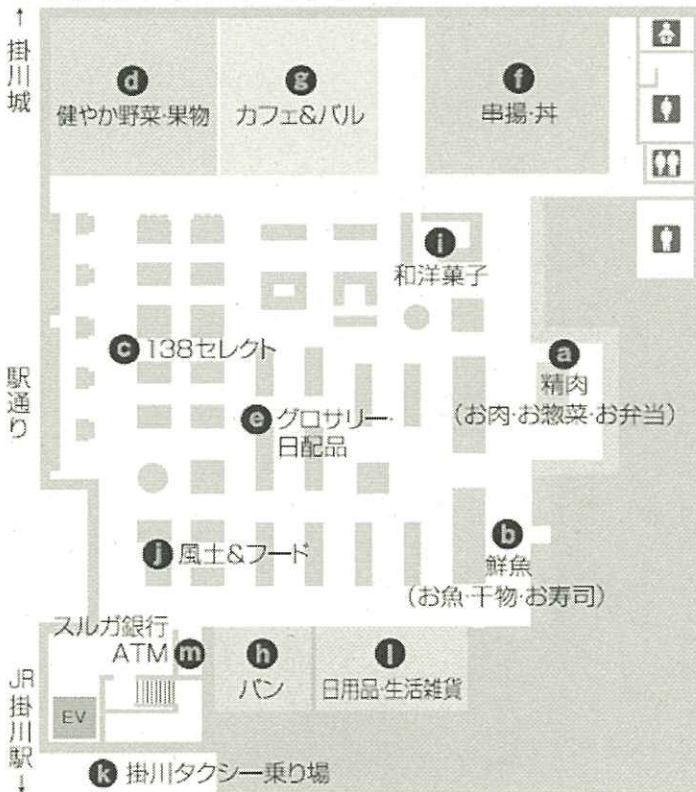 ↑掛川城
d
健やか野菜・果物
g
カフェ&バル
f
串揚・丼
i
和洋菓子
c 138セレクト
a
精肉
(お肉・お惣菜・お弁当)
駅通り
e グロサリー・
日配品
j 風土&フード
b
鮮魚
(お魚・干物・お寿司)
スルガ銀行
ATM m
h
パン
l
日用品・生活雑貨
EV
JR掛川駅↓
k 掛川タクシー乗り場